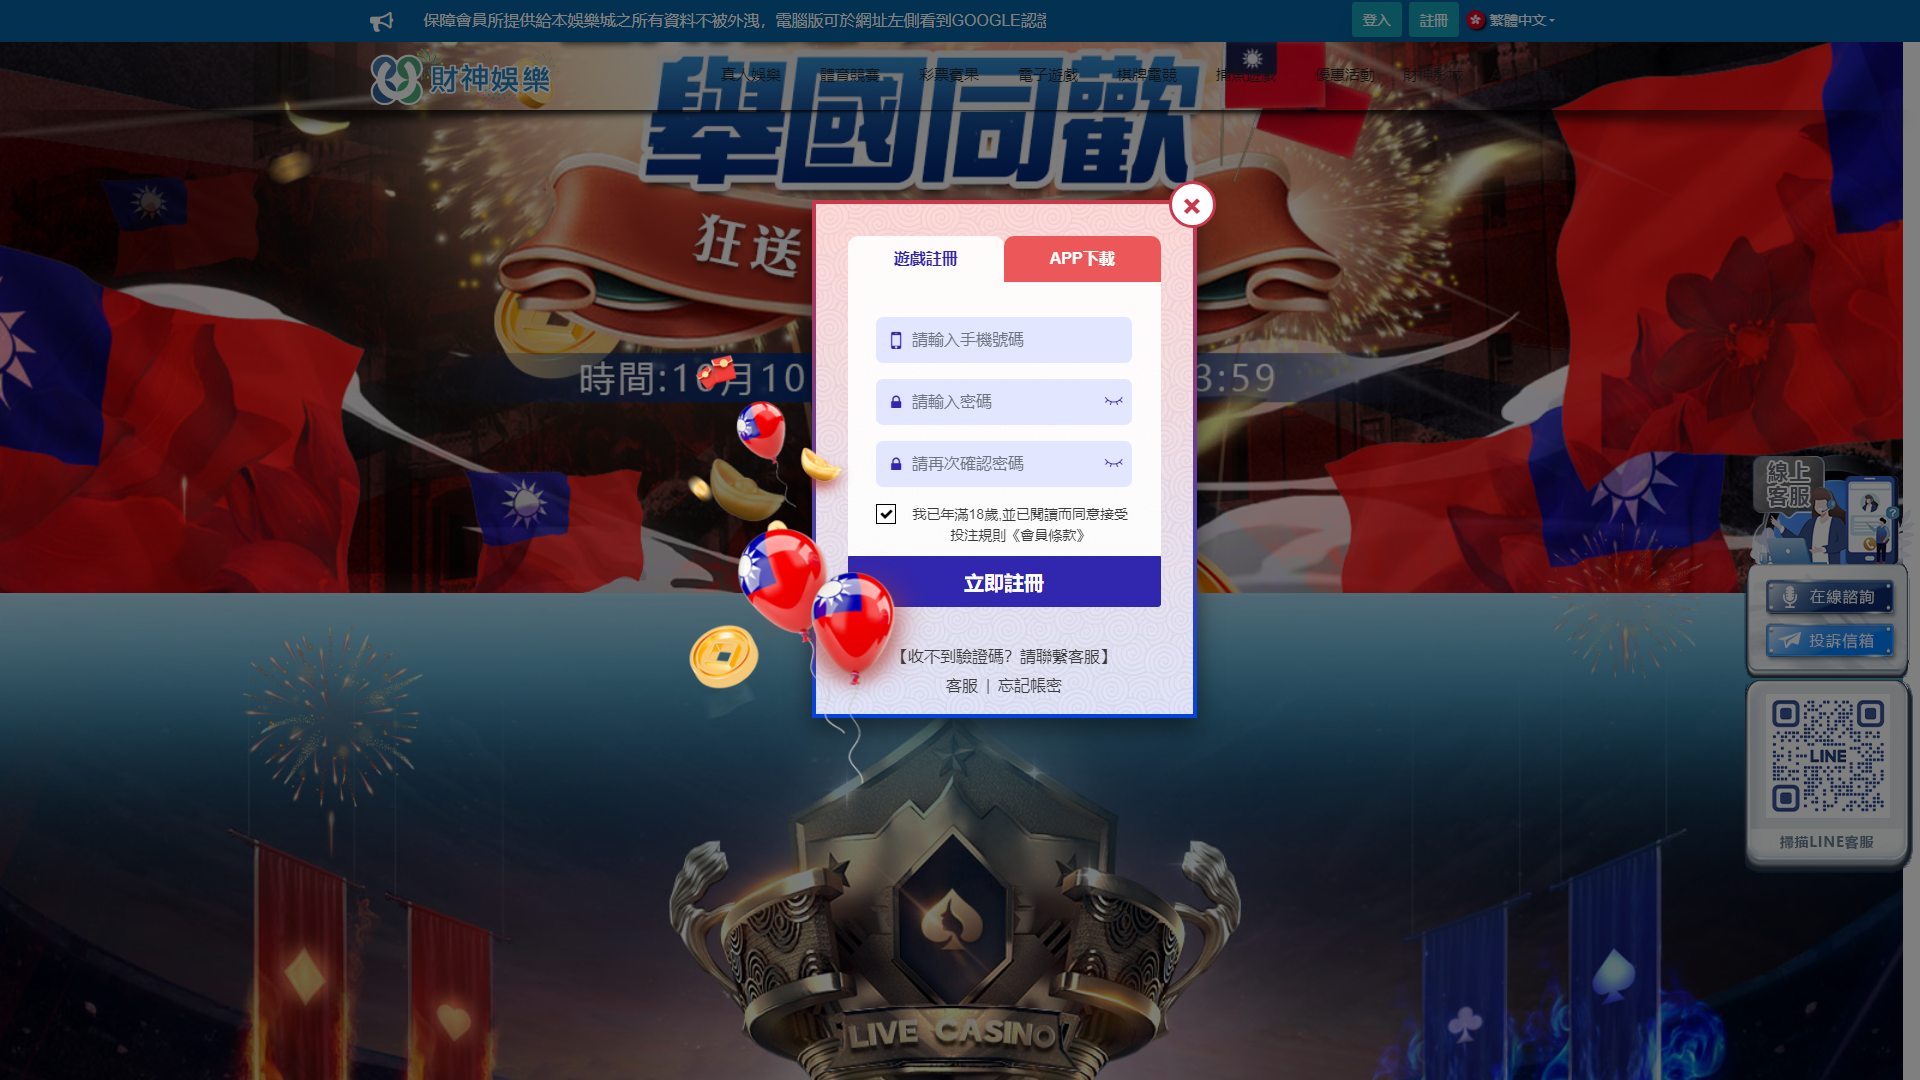 保障會員所提供給本娛樂城之所有資料不被外洩，電腦版可於網址左側看到GOOGLE認證
登入
註冊
繁體中文
財神娛樂
真人娛樂
體育競賽
彩票賓果
電子遊戲
棋牌電競
捕魚遊戲
優惠活動
舉國同歡
狂送
時間:10月10
3:59
遊戲註冊
APP下載
請輸入手機號碼
請輸入密碼
請再次確認密碼
我已年滿18歲,並已閱讀而同意接受
投注規則《會員條款》
立即註冊
【收不到驗證碼？請聯繫客服】
客服 | 忘記帳密
線上
客服
在線諮詢
投訴信箱
LINE
掃描LINE客服
LIVE CASINO